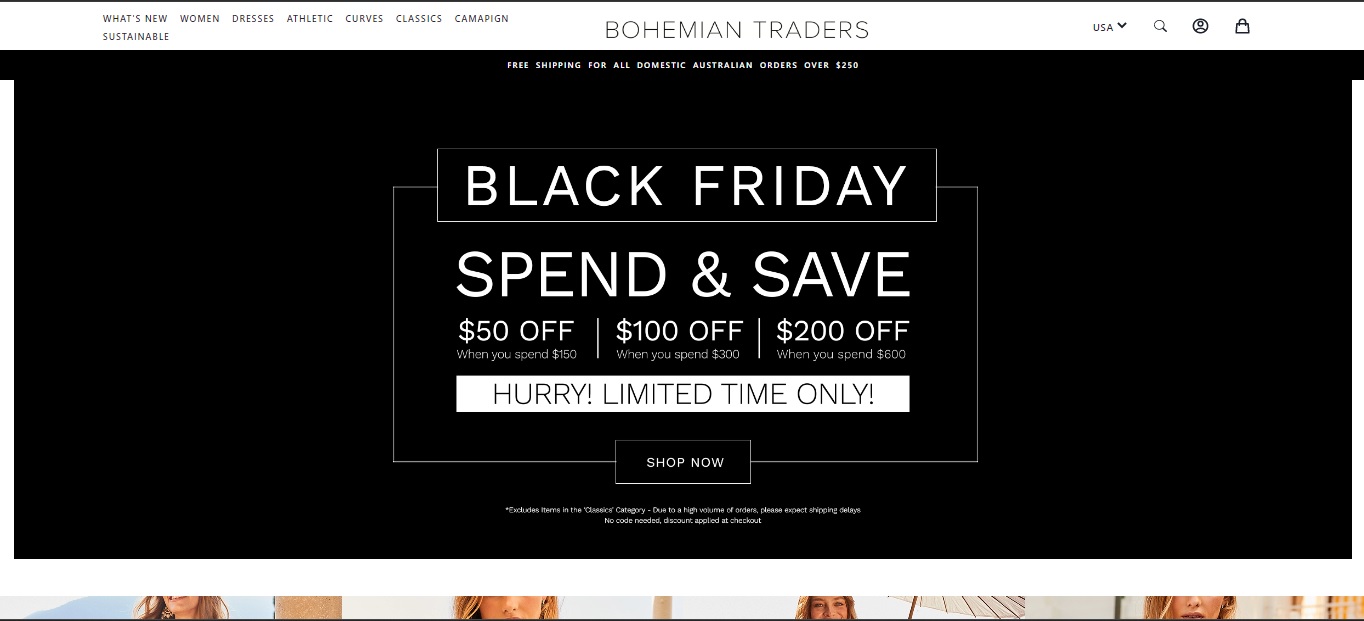 WHAT'S NEW WOMEN DRESSES ATHLETIC CURVES CLASSICS CAMAPIGN
SUSTAINABLE
BOHEMIAN TRADERS
USA
FREE SHIPPING FOR ALL DOMESTIC AUSTRALIAN ORDERS OVER $250
BLACK FRIDAY
SPEND & SAVE
$50 OFF $100 OFF $200 OFF
When you spend $150 When you spend $300 When you spend $600
HURRY! LIMITED TIME ONLY!
SHOP NOW
*Excludes Items in the 'Classics' Category - Due to a high volume of orders, please expect shipping delays
No code needed, discount applied at checkout